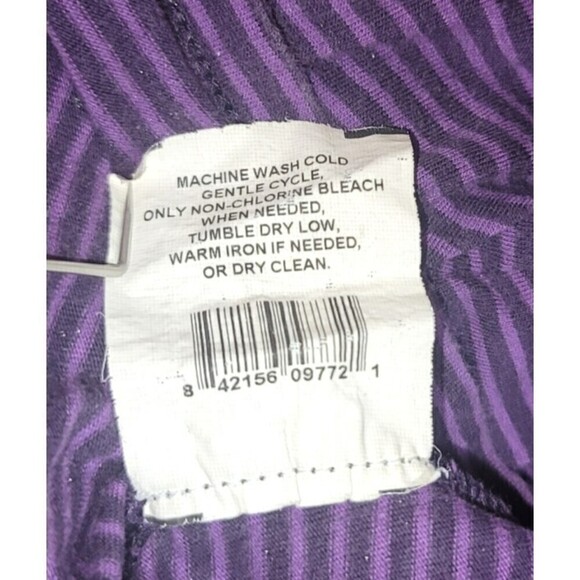 MACHINE WASH COLD
GENTLE CYCLE,
ONLY NON-CHLORINE BLEACH
WHEN NEEDED,
TUMBLE DRY LOW,
WARM IRON IF NEEDED,
OR DRY CLEAN.
8 42156 09772 1